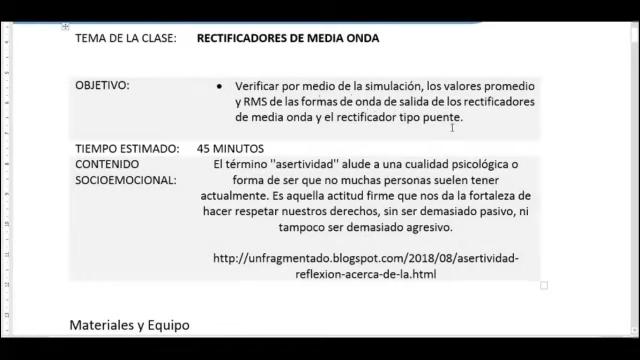 TEMA DE LA CLASE: RECTIFICADORES DE MEDIA ONDA
OBJETIVO: • Verificar por medio de la simulación, los valores promedio
y RMS de las formas de onda de salida de los rectificadores
de media onda y el rectificador tipo puente.
TIEMPO ESTIMADO: 45 MINUTOS
CONTENIDO El término "asertividad" alude a una cualidad psicológica o
SOCIOEMOCIONAL: forma de ser que no muchas personas suelen tener
actualmente. Es aquella actitud firme que nos da la fortaleza de
hacer respetar nuestros derechos, sin ser demasiado pasivo, ni
tampoco ser demasiado agresivo.
http://unfragmentado.blogspot.com/2018/08/asertividad-
reflexion-acerca-de-la.html
Materiales y Equipo